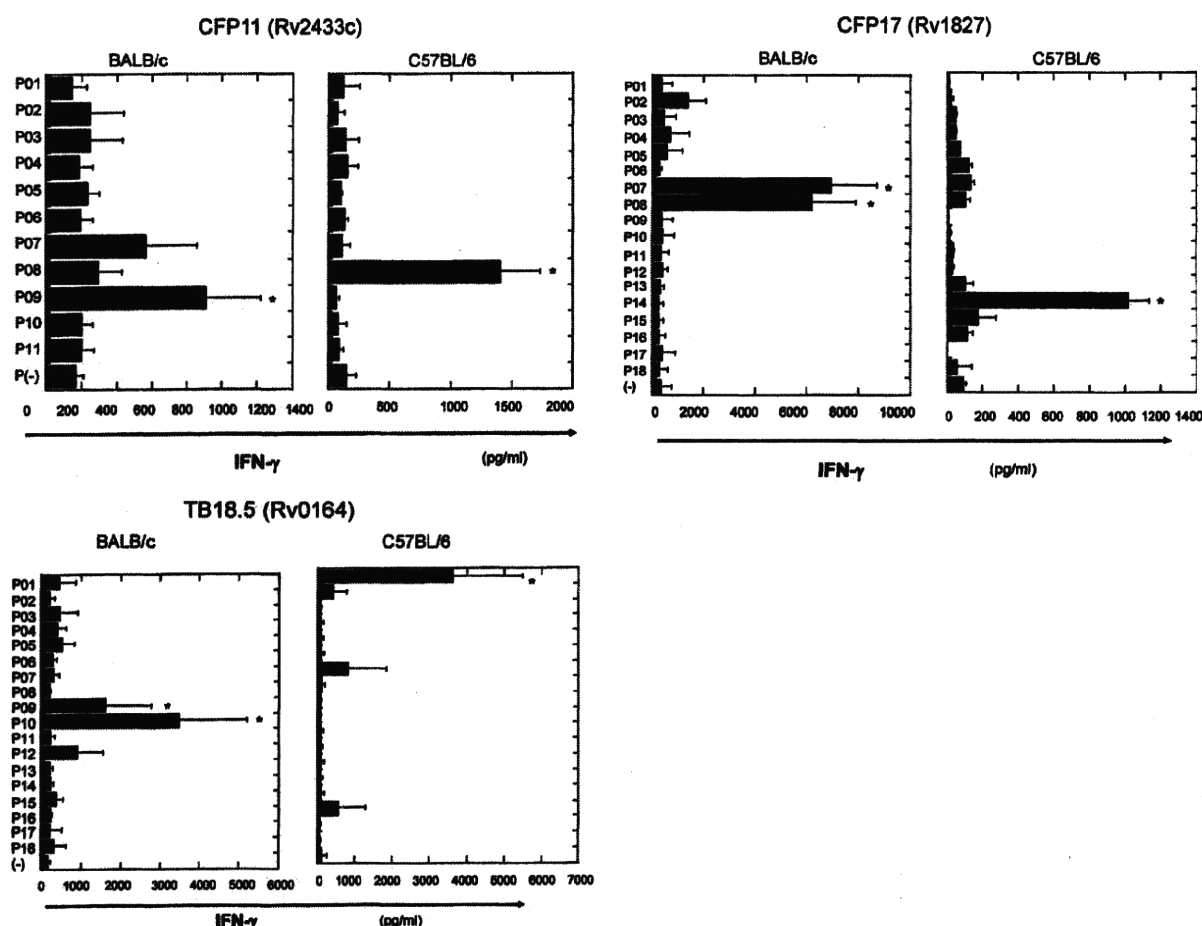 CFP11 (Rv2433c)
BALB/c
C57BL/6
P01
P02
P03
P04
P05
P06
P07
P08
*
P09
*
P10
P11
P(-)
0 200 400 600 800 1000 1200 1400
0 500 1000 1500 2000
IFN-γ (pg/ml)
CFP17 (Rv1827)
BALB/c
C57BL/6
P01
P02
P03
P04
P05
P06
P07
*
P08
*
P09
P10
P11
P12
P13
P14
*
P15
P16
P17
P18
(-)
0 2000 4000 6000 8000 10000
0 200 400 600 800 1000 1200 1400
IFN-γ (pg/ml)
TB18.5 (Rv0164)
BALB/c
C57BL/6
P01
*
P02
P03
P04
P05
P06
P07
P08
P09
*
P10
*
P11
P12
P13
P14
P15
P16
P17
P18
(-)
0 1000 2000 3000 4000 5000 6000
0 1000 2000 3000 4000 5000 6000 7000
IFN-γ (pg/ml)